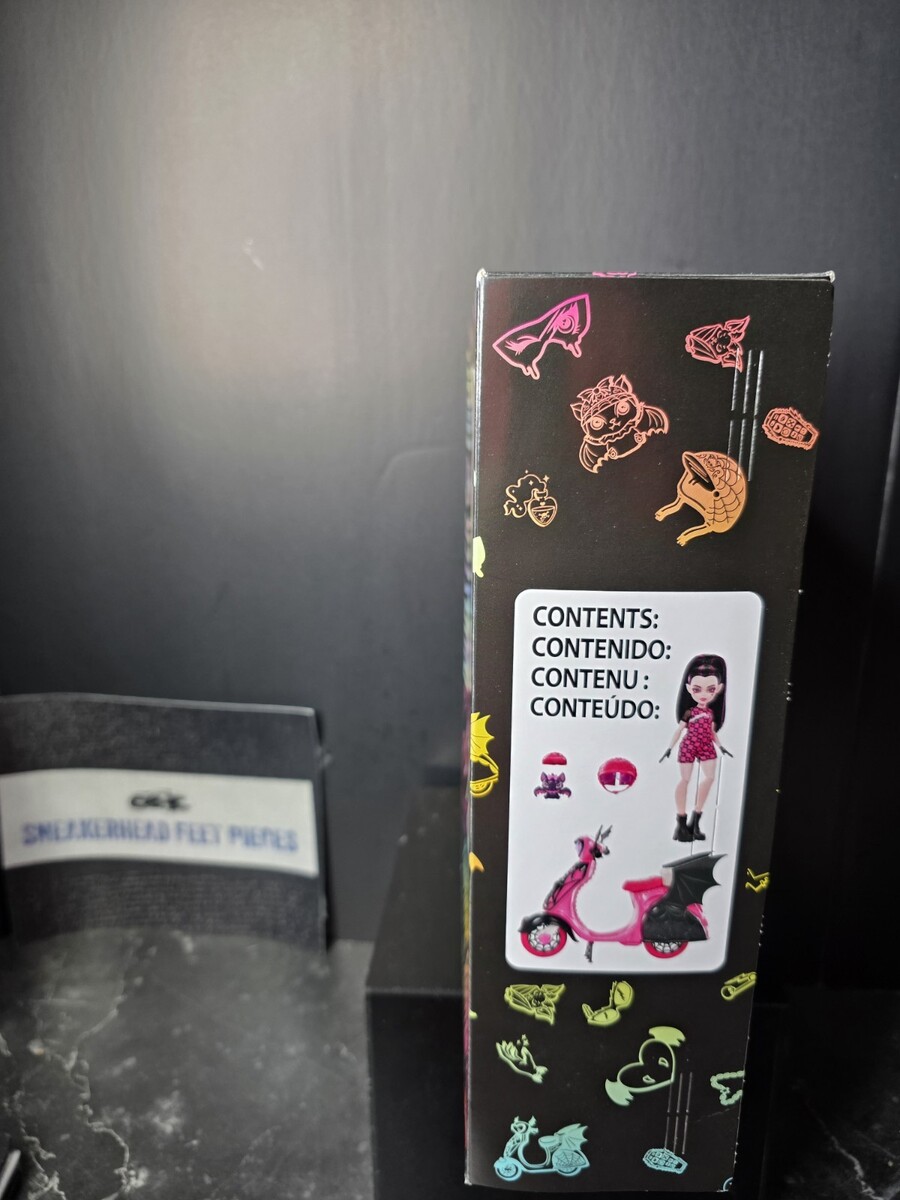 CONTENTS:
CONTENIDO:
CONTENU :
CONTEÚDO:
SNEAKERHEAD FEET PIECES